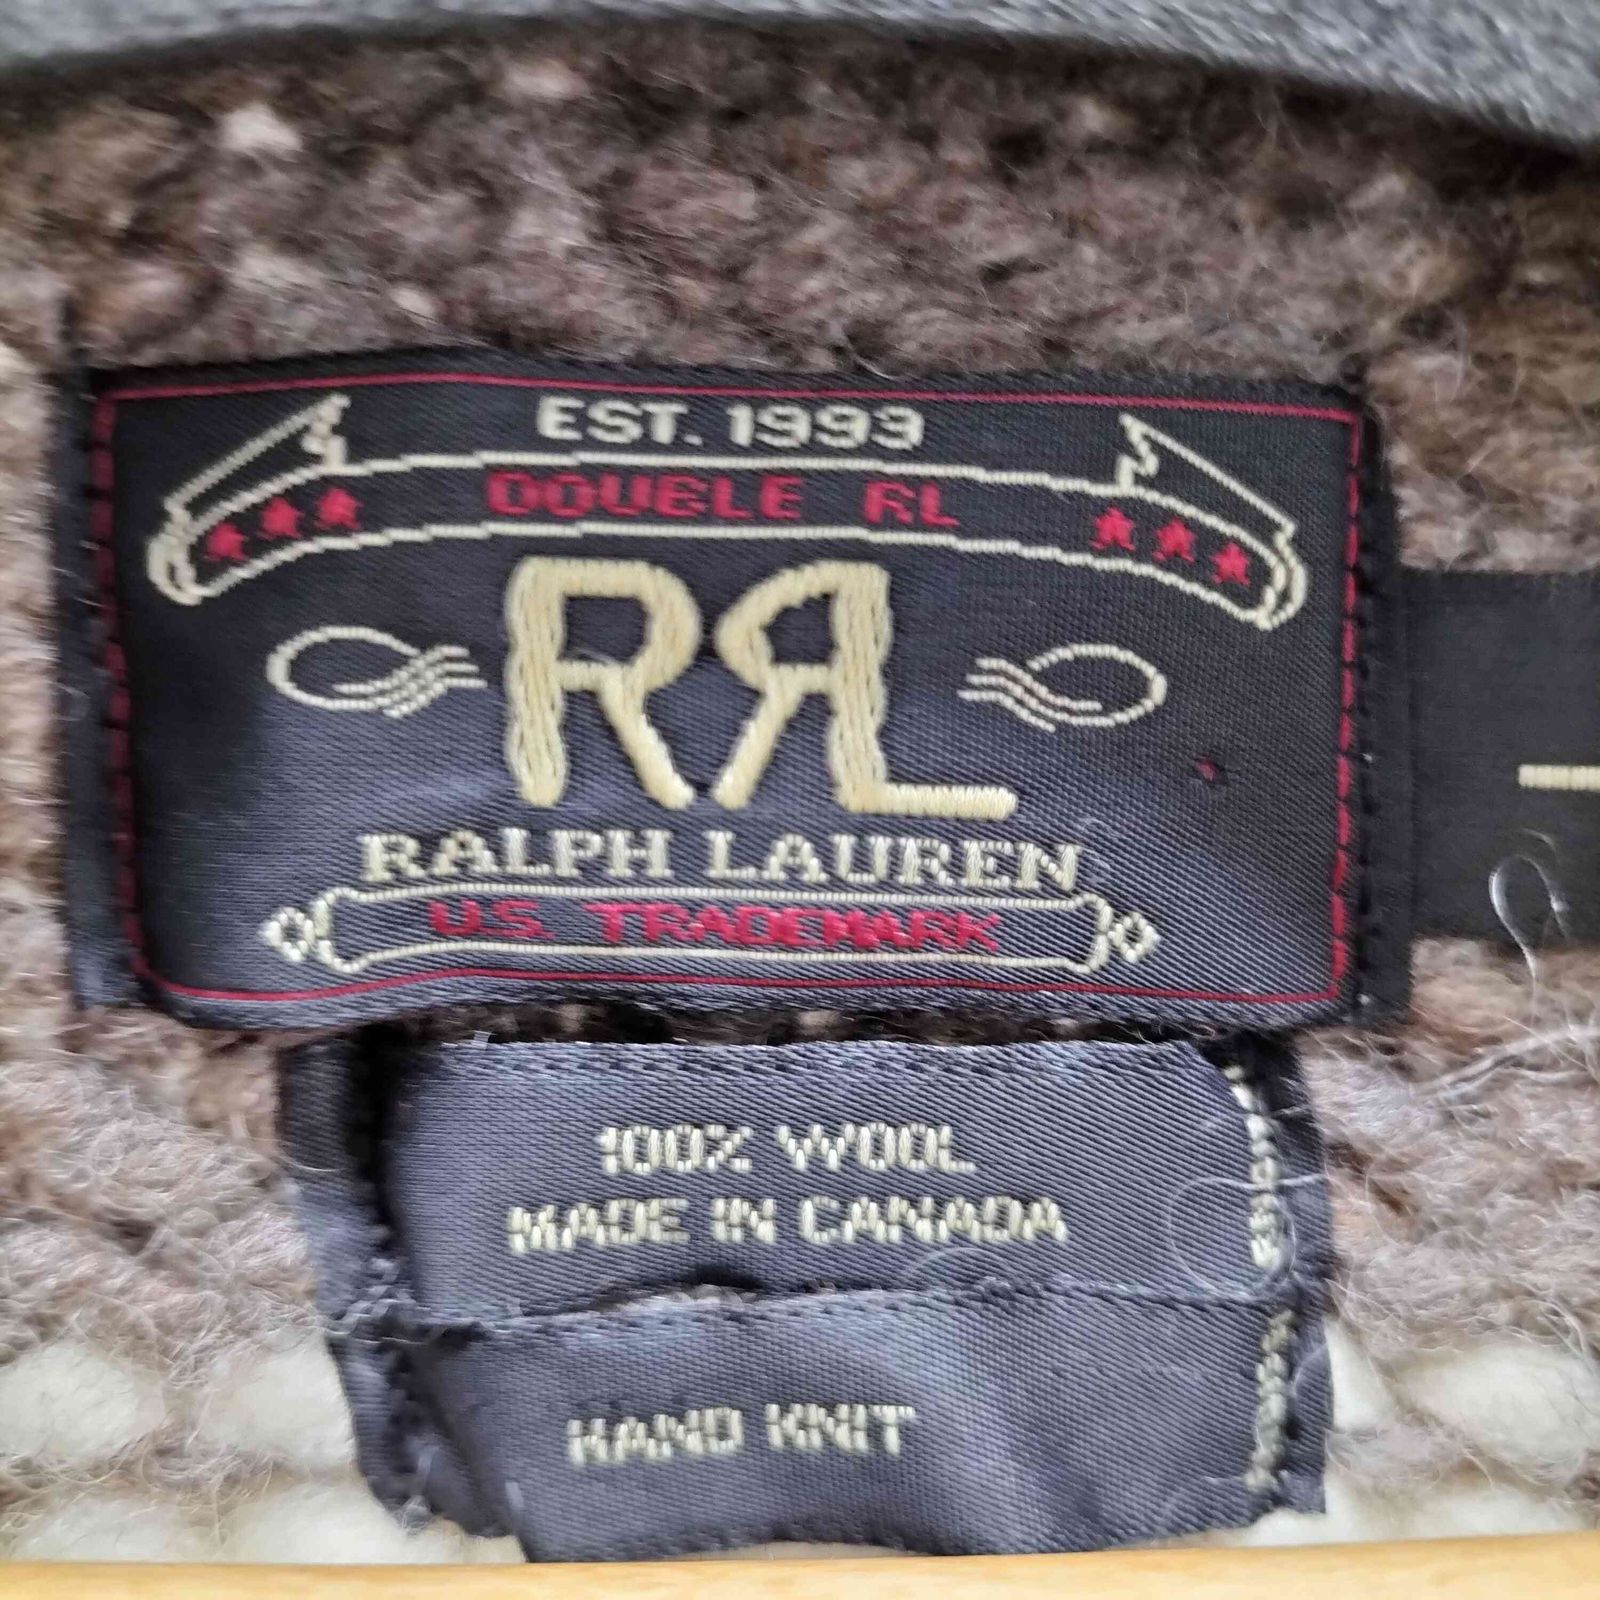 EST. 1993
DOUBLE RL
RRL
RALPH LAUREN
U.S. TRADEMARK
100% WOOL
MADE IN CANADA
HAND KNIT